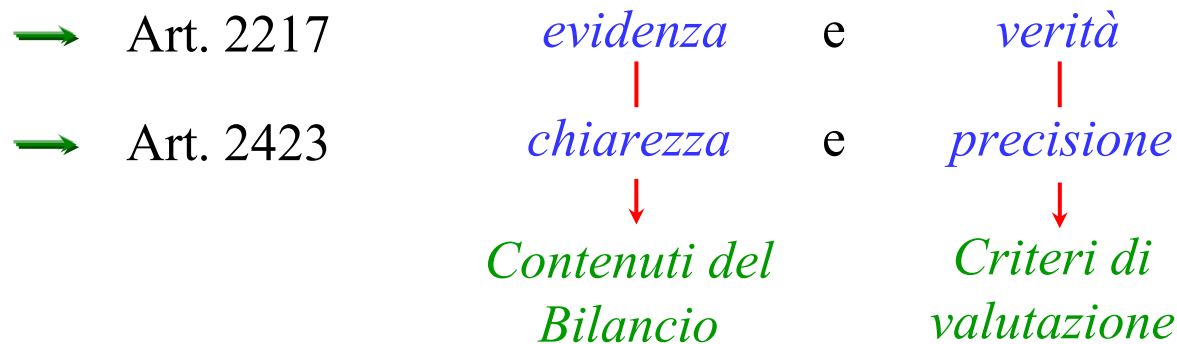 Art. 2217 evidenza e verità
Art. 2423 chiarezza e precisione
Contenuti del Criteri di
Bilancio valutazione